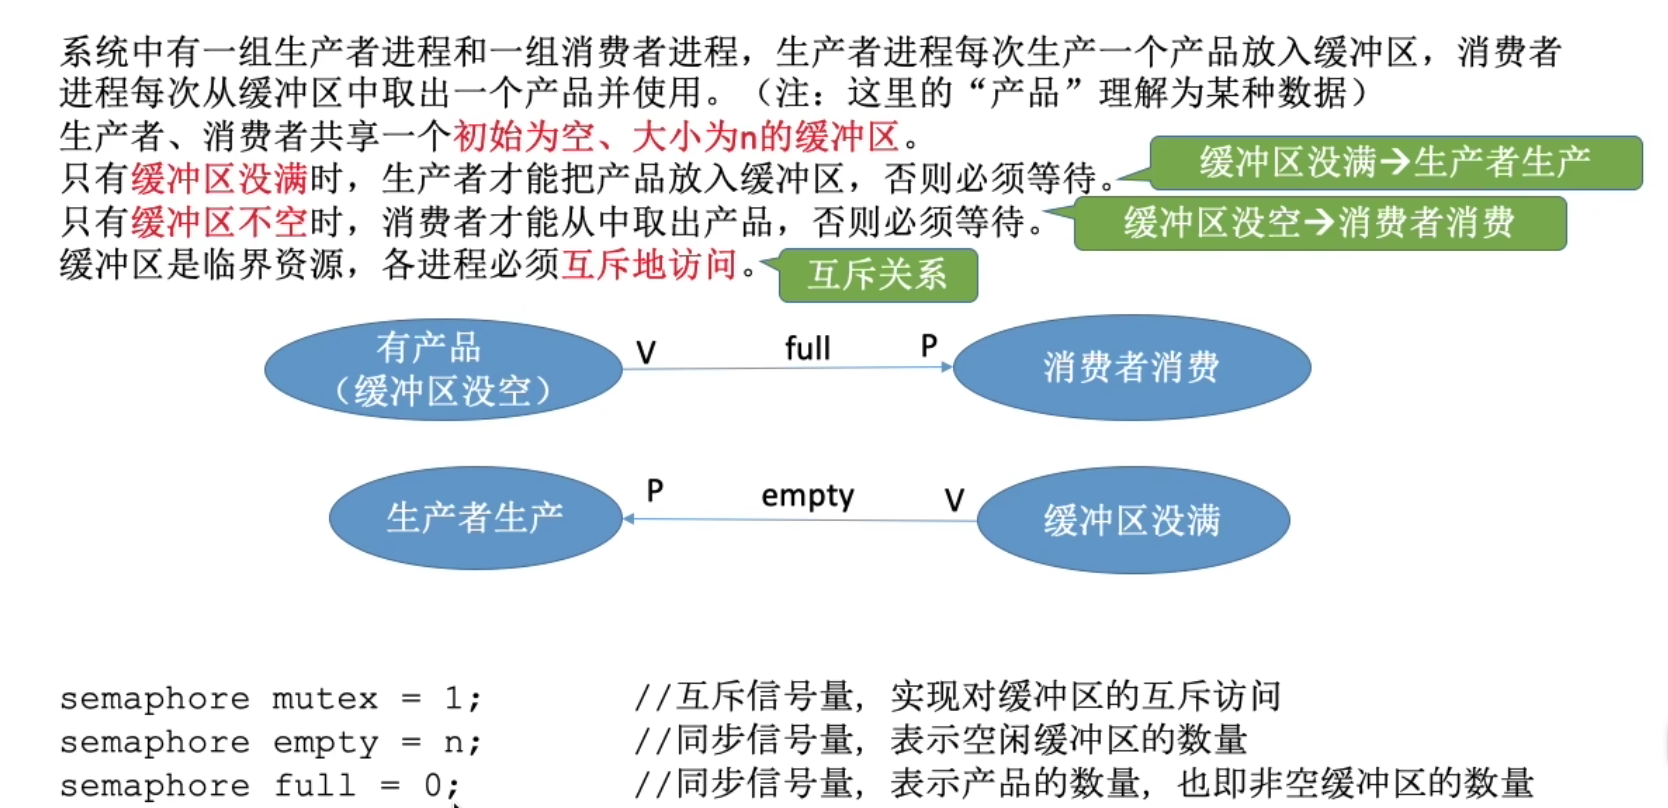 系统中有一组生产者进程和一组消费者进程，生产者进程每次生产一个产品放入缓冲区，消费者
进程每次从缓冲区中取出一个产品并使用。（注：这里的“产品”理解为某种数据）
生产者、消费者共享一个初始为空、大小为n的缓冲区。
只有缓冲区没满时，生产者才能把产品放入缓冲区，否则必须等待。
缓冲区没满→生产者生产
只有缓冲区不空时，消费者才能从中取出产品，否则必须等待。
缓冲区没空→消费者消费
缓冲区是临界资源，各进程必须互斥地访问。
互斥关系
有产品
（缓冲区没空）
V full P
消费者消费
生产者生产
P empty V
缓冲区没满
semaphore mutex = 1; //互斥信号量，实现对缓冲区的互斥访问
semaphore empty = n; //同步信号量，表示空闲缓冲区的数量
semaphore full = 0; //同步信号量，表示产品的数量，也即非空缓冲区的数量